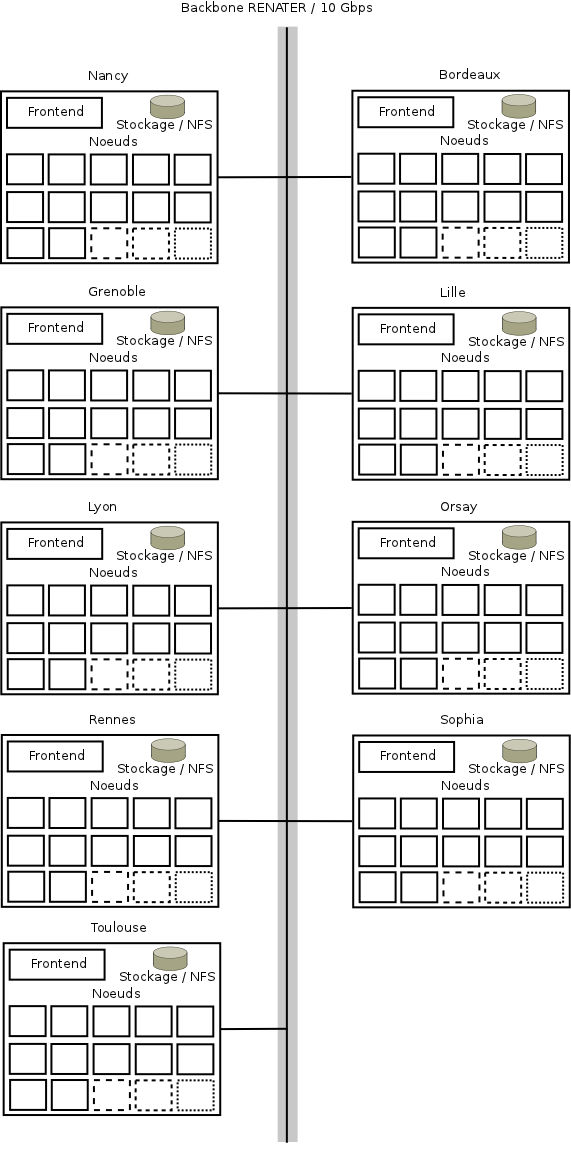 Backbone RENATER / 10 Gbps
Nancy
Frontend
Stockage / NFS
Noeuds
Bordeaux
Frontend
Stockage / NFS
Noeuds
Grenoble
Frontend
Stockage / NFS
Noeuds
Lille
Frontend
Stockage / NFS
Noeuds
Lyon
Frontend
Stockage / NFS
Noeuds
Orsay
Frontend
Stockage / NFS
Noeuds
Rennes
Frontend
Stockage / NFS
Noeuds
Sophia
Frontend
Stockage / NFS
Noeuds
Toulouse
Frontend
Stockage / NFS
Noeuds